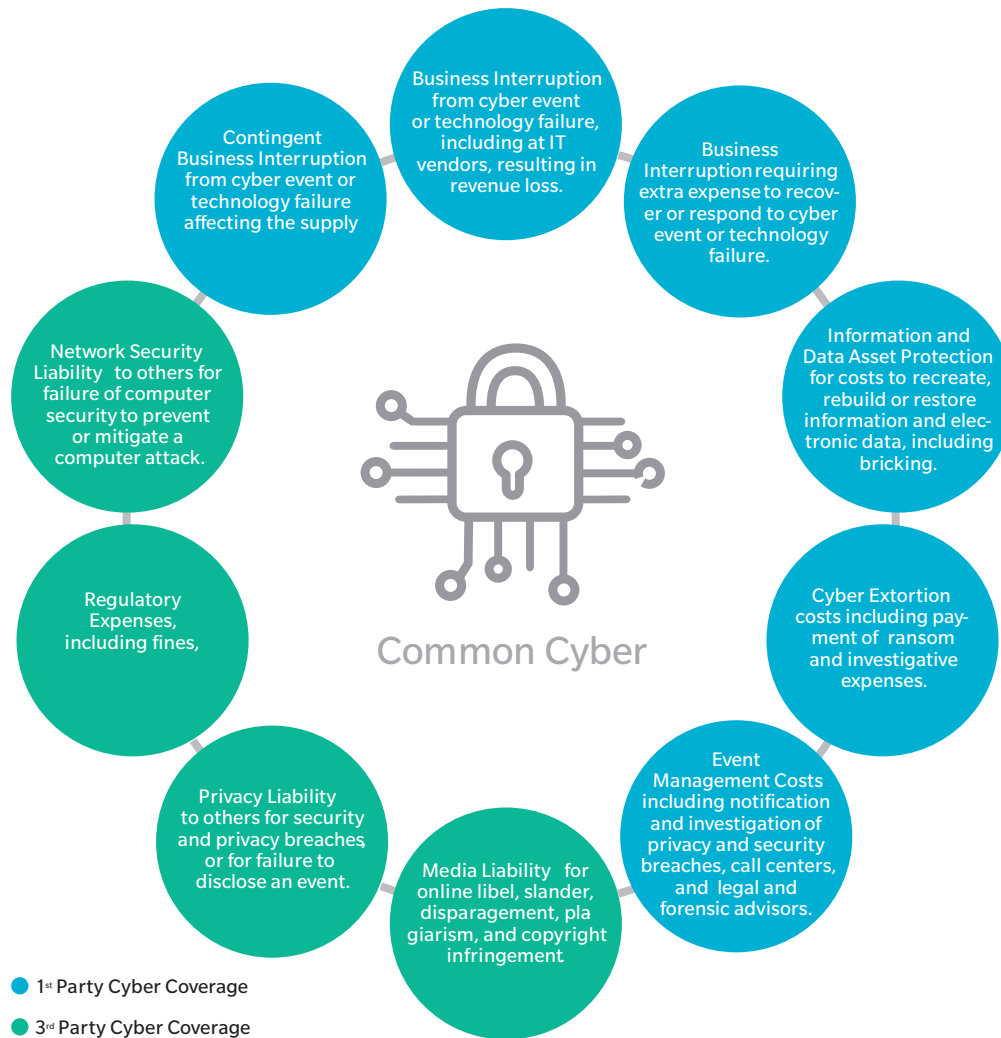 Business Interruption
from cyber event
or technology failure,
including at IT
vendors, resulting in
revenue loss.
Business
Interruption requiring
extra expense to recov-
er or respond to cyber
event or technology
failure.
Information and
Data Asset Protection
for costs to recreate,
rebuild or restore
information and elec-
tronic data, including
bricking.
Cyber Extortion
costs including pay-
ment of ransom
and investigative
expenses.
Event
Management Costs
including notification
and investigation of
privacy and security
breaches, call centers,
and legal and
forensic advisors.
Media Liability for
online libel, slander,
disparagement, pla
giarism, and copyright
infringement
Privacy Liability
to others for security
and privacy breaches,
or for failure to
disclose an event.
Regulatory
Expenses,
including fines,
Network Security
Liability to others for
failure of computer
security to prevent
or mitigate a
computer attack.
Contingent
Business Interruption
from cyber event or
technology failure
affecting the supply
Common Cyber
1st Party Cyber Coverage
3rd Party Cyber Coverage